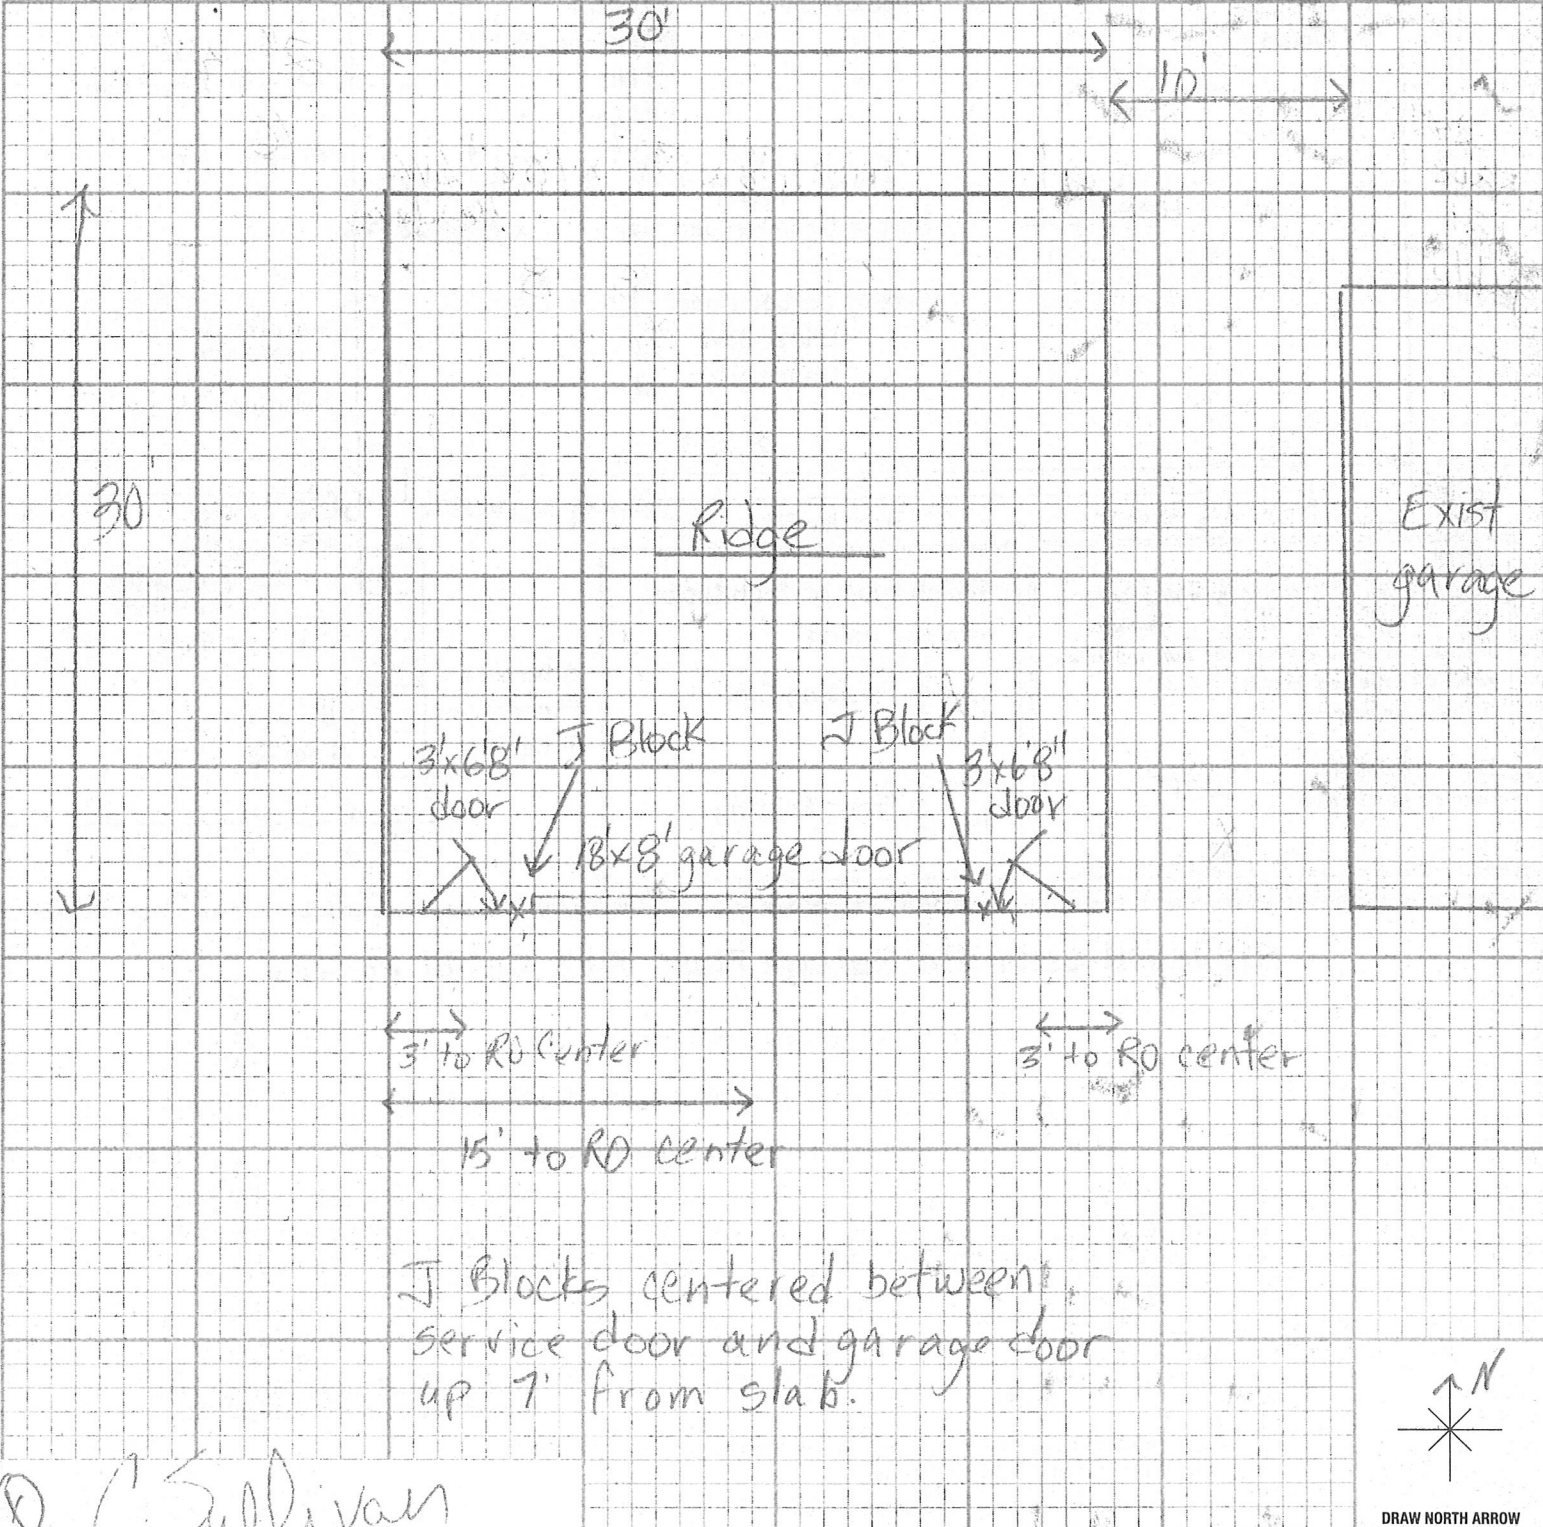 30'
10'
30'
Ridge
Exist
garage
J Block
J Block
3'x6'8"
door
3'x6'8"
door
18'x8' garage door
x
x
3' to RO Center
3' to RO center
15' to RO center
J Blocks centered between
service door and garage door
up 7' from slab.
N
C Sullivan
DRAW NORTH ARROW